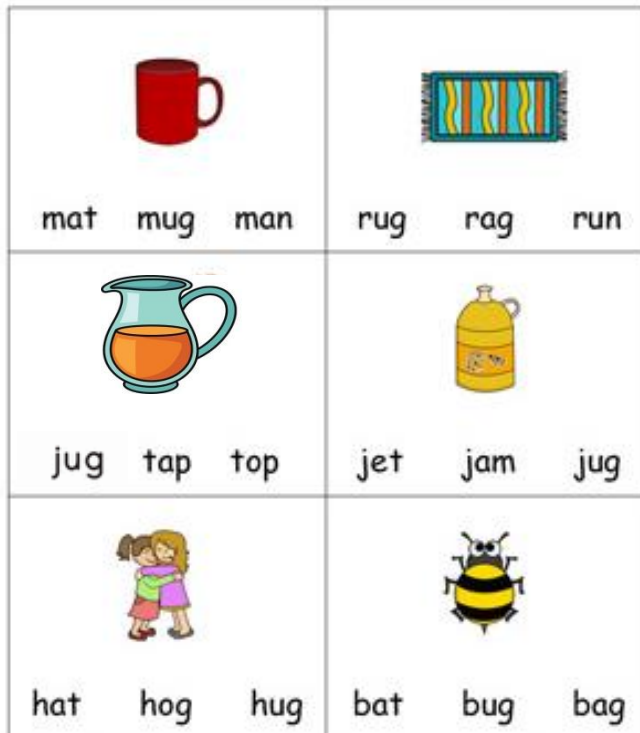 mat mug man
rug rag run
jug tap top
jet jam jug
hat hog hug
bat bug bag